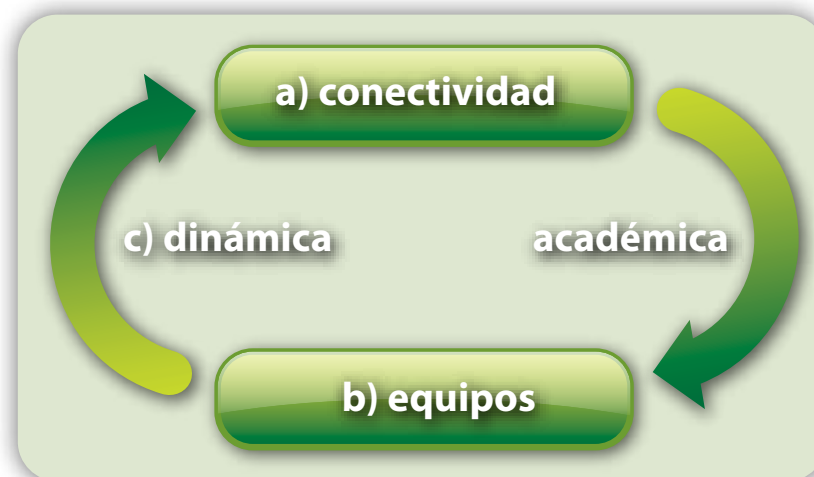 a) conectividad
c) dinámica académica
b) equipos